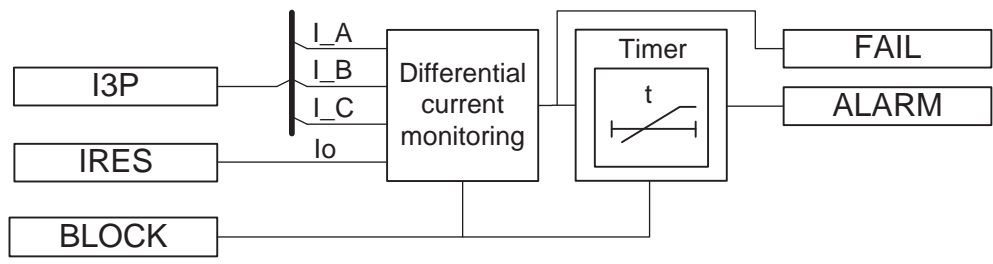 I_A
I_B
I_C
Io
I3P
IRES
BLOCK
Differential
current
monitoring
Timer
t
FAIL
ALARM